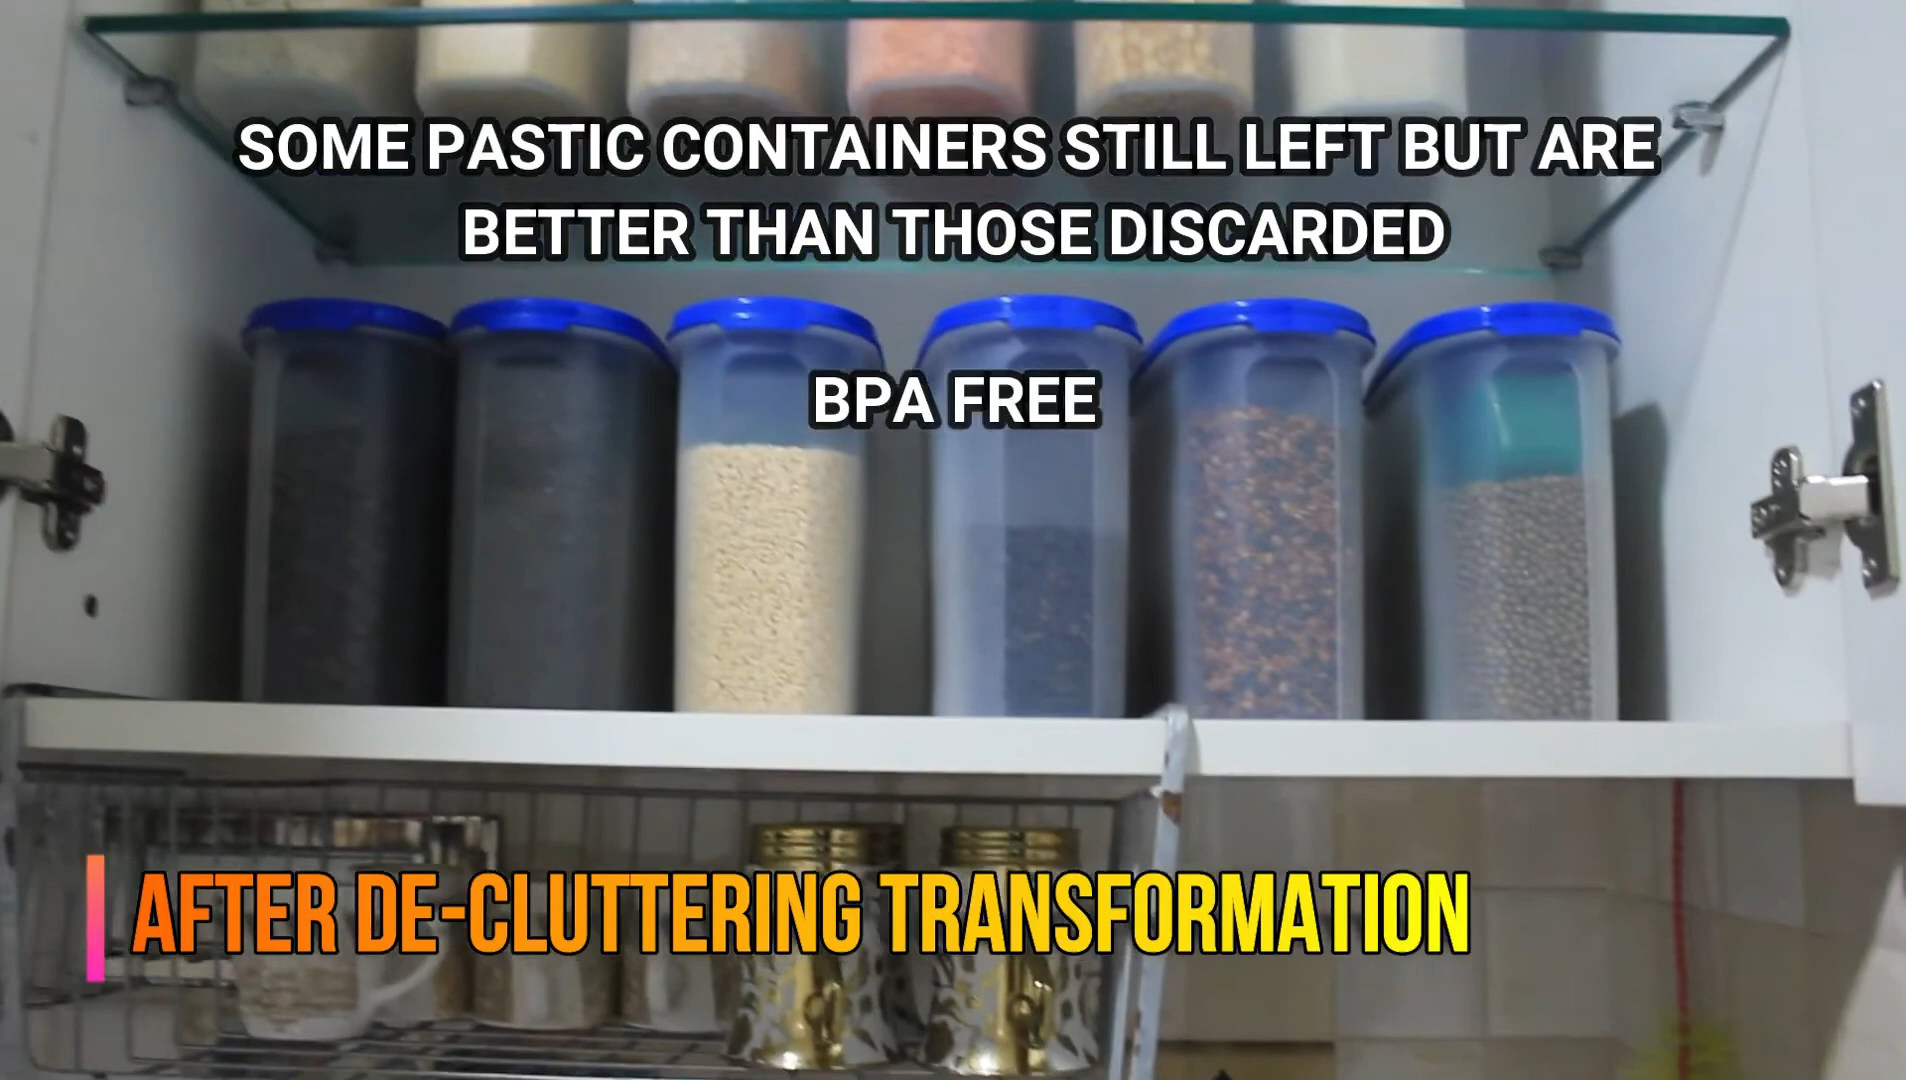 SOME PASTIC CONTAINERS STILL LEFT BUT ARE
BETTER THAN THOSE DISCARDED
BPA FREE
AFTER DE-CLUTTERING TRANSFORMATION